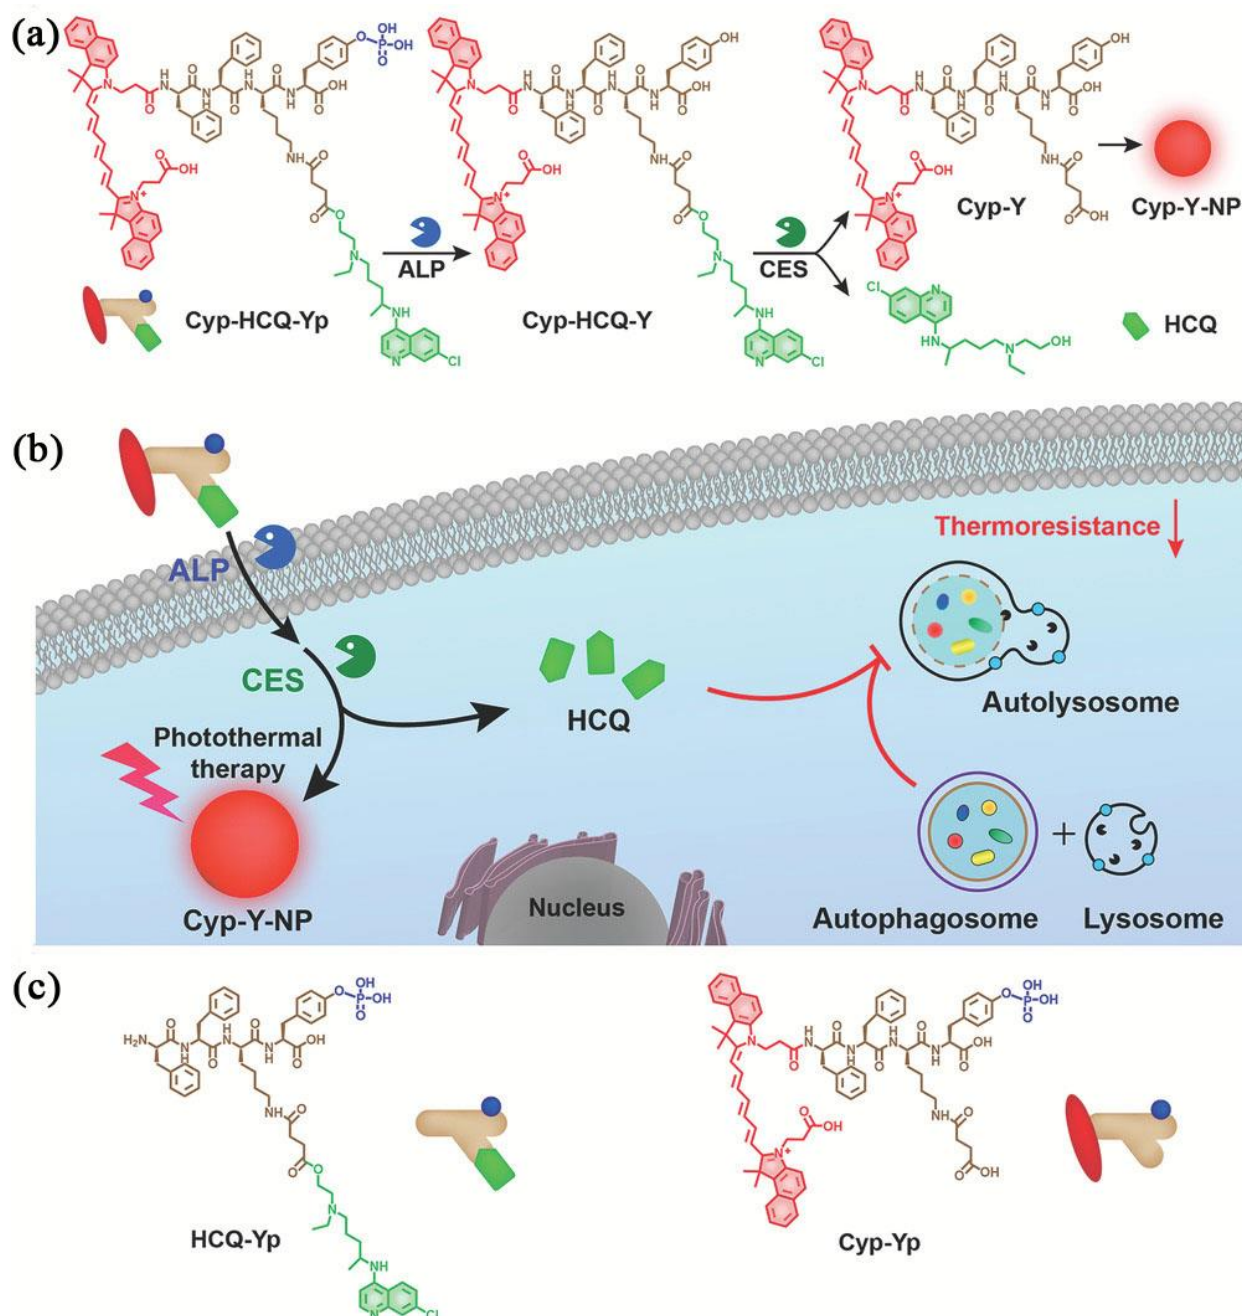 (a)
Cyp-HCQ-Yp
ALP
Cyp-HCQ-Y
CES
Cyp-Y
Cyp-Y-NP
HCQ
(b)
ALP
CES
Photothermal
therapy
Cyp-Y-NP
HCQ
Nucleus
Thermoresistance
Autolysosome
Autophagosome
+
Lysosome
(c)
HCQ-Yp
Cyp-Yp